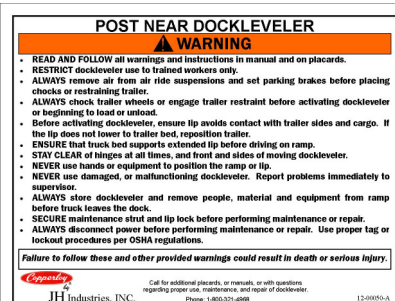 POST NEAR DOCKLEVELER
WARNING
• READ AND FOLLOW all warnings and instructions in manual and on placards.
• RESTRICT dockleveler use to trained workers only.
• ALWAYS remove air from air ride suspensions and set parking brakes before placing
chocks or restraining trailer.
• ALWAYS chock trailer wheels or engage trailer restraint before activating dockleveler
or beginning to load or unload.
• Before activating dockleveler, ensure lip avoids contact with trailer sides and cargo. If
the lip does not lower to trailer bed, reposition trailer.
• ENSURE that truck bed supports extended lip before driving on ramp.
• STAY CLEAR of hinges at all times, and front and sides of moving dockleveler.
• NEVER use hands or equipment to position the ramp or lip.
• NEVER use damaged, or malfunctioning dockleveler. Report problems immediately to
supervisor.
• ALWAYS store dockleveler and remove people, material and equipment from ramp
before truck leaves the dock.
• SECURE maintenance strut and lip lock before performing maintenance or repair.
• ALWAYS disconnect power before performing maintenance or repair. Use proper tag or
lockout procedures per OSHA regulations.
Failure to follow these and other provided warnings could result in death or serious injury.
Copperloy
JH Industries, INC.
Call for additional placards, or manuals, or with questions
regarding proper use, maintenance, and repair of dockleveler.
Phone: 1-800-321-4968
12-00050-A